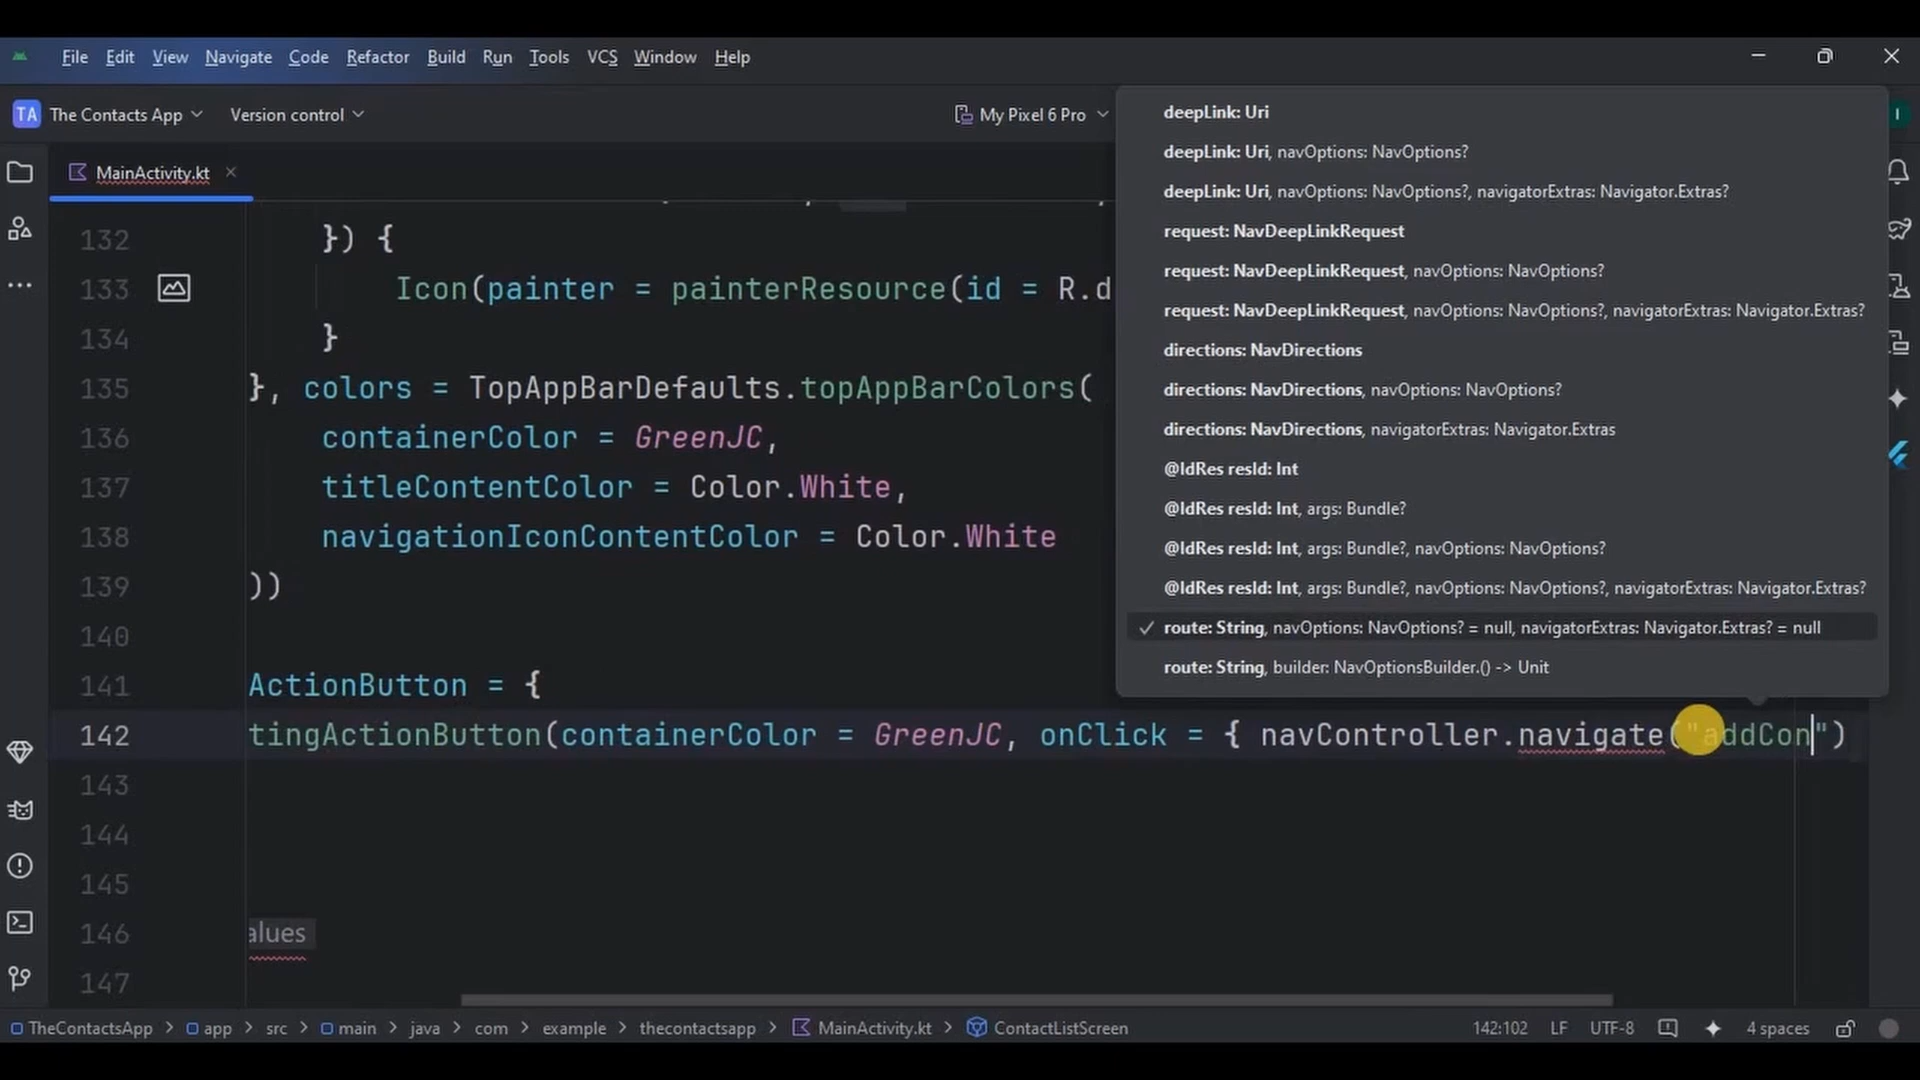 File Edit View Navigate Code Refactor Build Run Tools VCS Window Help
TA The Contacts App Version control My Pixel 6 Pro
MainActivity.kt
132 }) {
133 Icon(painter = painterResource(id = R.d
134 }
135 }, colors = TopAppBarDefaults.topAppBarColors(
136 containerColor = GreenJC,
137 titleContentColor = Color.White,
138 navigationIconContentColor = Color.White
139 ))
140
141 ActionButton = {
142 tingActionButton(containerColor = GreenJC, onClick = { navController.navigate("addCon")
143
144
145
146 alues
147
deepLink: Uri
deepLink: Uri, navOptions: NavOptions?
deepLink: Uri, navOptions: NavOptions?, navigatorExtras: Navigator.Extras?
request: NavDeepLinkRequest
request: NavDeepLinkRequest, navOptions: NavOptions?
request: NavDeepLinkRequest, navOptions: NavOptions?, navigatorExtras: Navigator.Extras?
directions: NavDirections
directions: NavDirections, navOptions: NavOptions?
directions: NavDirections, navigatorExtras: Navigator.Extras
@IdRes resId: Int
@IdRes resId: Int, args: Bundle?
@IdRes resId: Int, args: Bundle?, navOptions: NavOptions?
@IdRes resId: Int, args: Bundle?, navOptions: NavOptions?, navigatorExtras: Navigator.Extras?
route: String, navOptions: NavOptions? = null, navigatorExtras: Navigator.Extras? = null
route: String, builder: NavOptionsBuilder.() -> Unit
TheContactsApp > app > src > main > java > com > example > thecontactsapp > MainActivity.kt > ContactListScreen 142:102 LF UTF-8 4 spaces